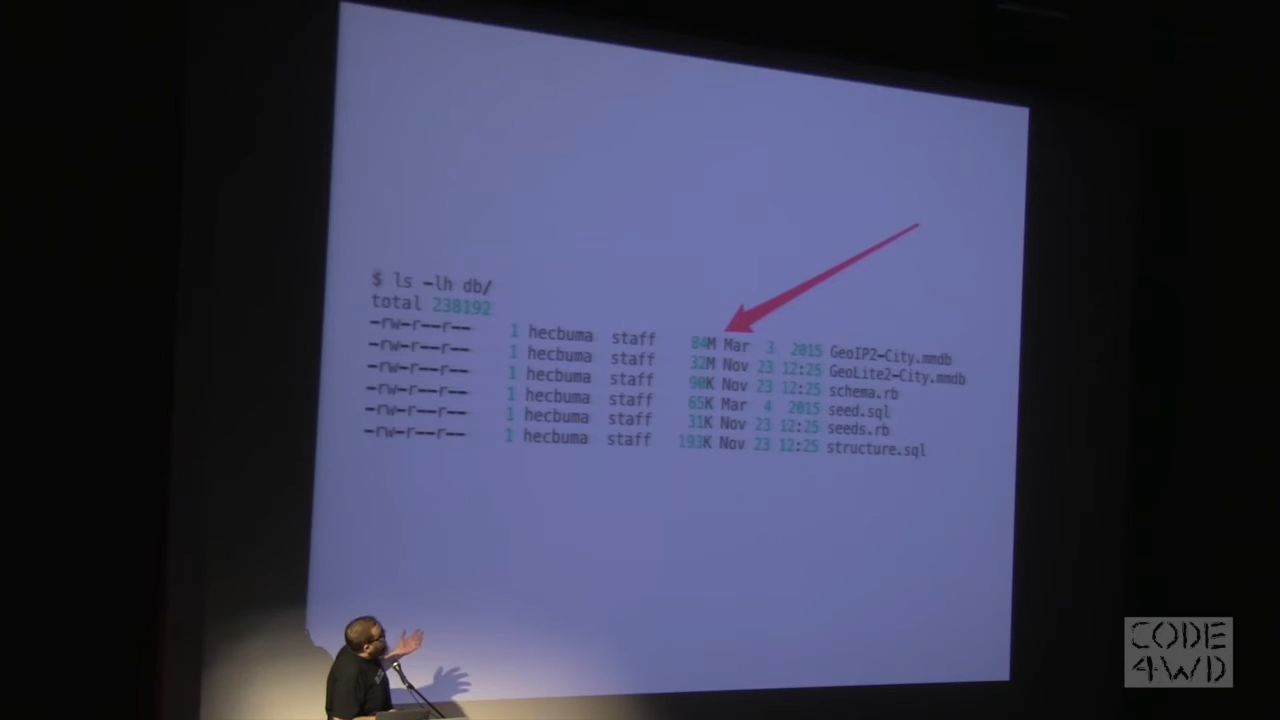 $ ls -lh db/
total 238192
-rw-r--r-- 1 hecbuma staff 84M Mar 3 2015 GeoIP2-City.mmdb
-rw-r--r-- 1 hecbuma staff 32M Nov 23 12:25 GeoLite2-City.mmdb
-rw-r--r-- 1 hecbuma staff 90K Nov 23 12:25 schema.rb
-rw-r--r-- 1 hecbuma staff 65K Mar 4 2015 seed.sql
-rw-r--r-- 1 hecbuma staff 31K Nov 23 12:25 seeds.rb
-rw-r--r-- 1 hecbuma staff 193K Nov 23 12:25 structure.sql
CODE
4WD